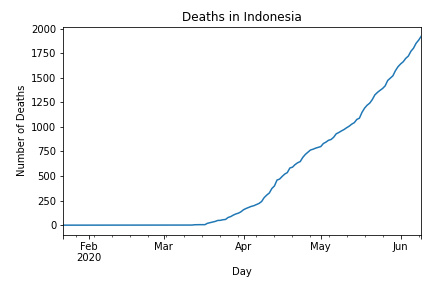 Deaths in Indonesia
Number of Deaths
2000
1750
1500
1250
1000
750
500
250
0
Feb
2020
Mar
Apr
May
Jun
Day